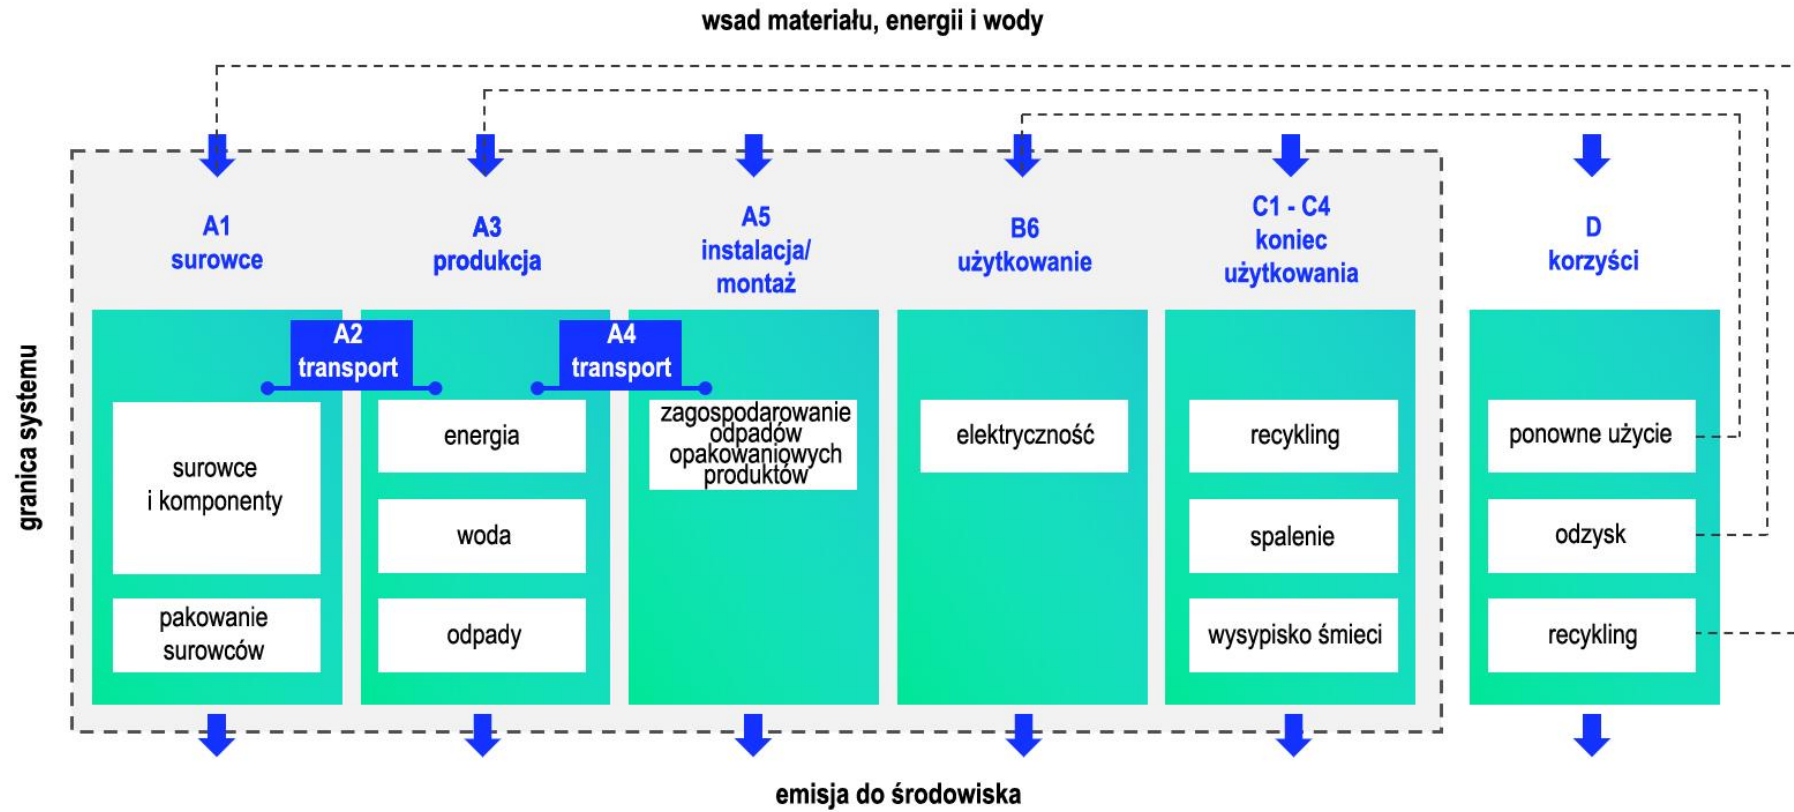 wsad materiału, energii i wody
granica systemu
A1
surowce
A3
produkcja
A5
instalacja/
montaż
B6
użytkowanie
C1 - C4
koniec
użytkowania
D
korzyści
A2
transport
A4
transport
surowce
i komponenty
pakowanie
surowców
energia
woda
odpady
zagospodarowanie
odpadów
opakowaniowych
produktów
elektryczność
recykling
spalenie
wysypisko śmieci
ponowne użycie
odzysk
recykling
emisja do środowiska